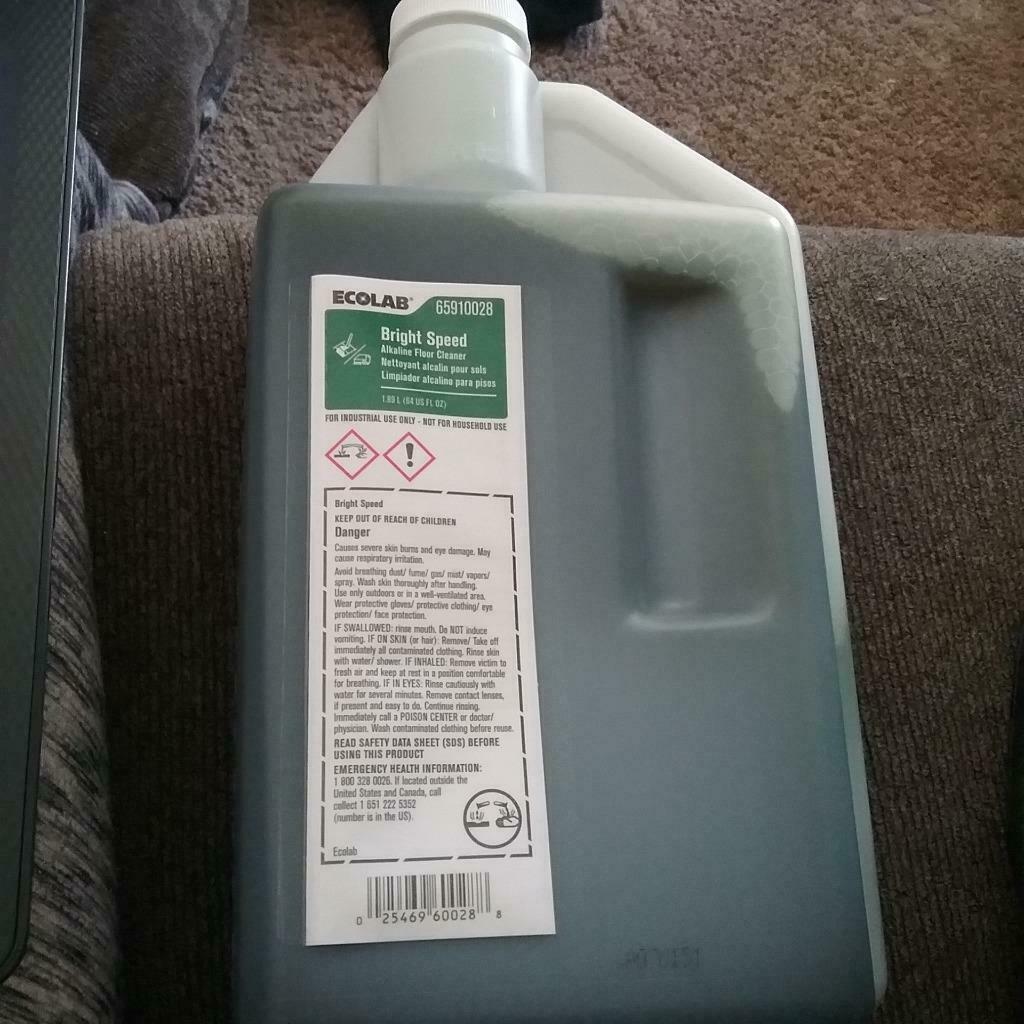 ECOLAB®
65910028
Bright Speed
Alkaline Floor Cleaner
Nettoyant alcalin pour sols
Limpiador alcalino para pisos
1.89 L (64 US FL OZ)
FOR INDUSTRIAL USE ONLY - NOT FOR HOUSEHOLD USE
Bright Speed
KEEP OUT OF REACH OF CHILDREN
Danger
Causes severe skin burns and eye damage. May
cause respiratory irritation.
Avoid breathing dust/ fume/ gas/ mist/ vapors/
spray. Wash skin thoroughly after handling.
Use only outdoors or in a well-ventilated area.
Wear protective gloves/ protective clothing/ eye
protection/ face protection.
IF SWALLOWED: rinse mouth. Do NOT induce
vomiting. IF ON SKIN (or hair): Remove/ Take off
immediately all contaminated clothing. Rinse skin
with water/ shower. IF INHALED: Remove victim to
fresh air and keep at rest in a position comfortable
for breathing. IF IN EYES: Rinse cautiously with
water for several minutes. Remove contact lenses,
if present and easy to do. Continue rinsing.
Immediately call a POISON CENTER or doctor/
physician. Wash contaminated clothing before reuse.
READ SAFETY DATA SHEET (SDS) BEFORE
USING THIS PRODUCT
EMERGENCY HEALTH INFORMATION:
1 800 328 0026. If located outside the
United States and Canada, call
collect 1 651 222 5352
(number is in the US).
Ecolab
0 25469 60028 8